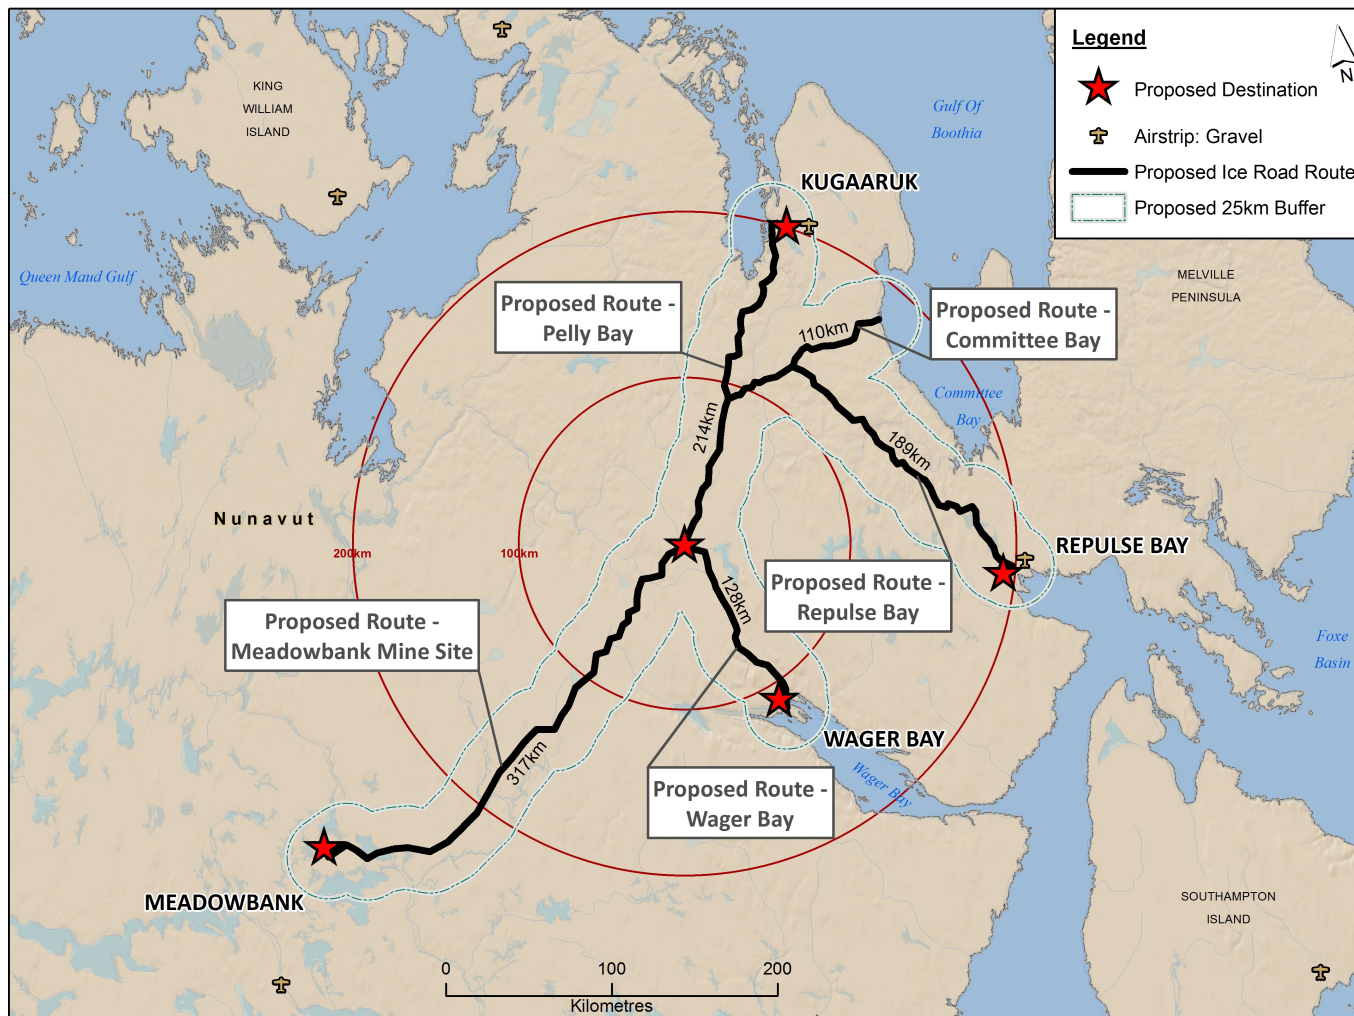 Legend
Proposed Destination
Airstrip: Gravel
Proposed Ice Road Route
Proposed 25km Buffer
N
KING
WILLIAM
ISLAND
Gulf Of
Boothia
KUGAARUK
Queen Maud Gulf
MELVILLE
PENINSULA
Proposed Route -
Pelly Bay
Proposed Route -
Committee Bay
110km
Committee
Bay
214km
189km
Nunavut
200km
100km
REPULSE BAY
Proposed Route -
Repulse Bay
128km
Proposed Route -
Meadowbank Mine Site
Foxe
Basin
WAGER BAY
317km
Wager Bay
Proposed Route -
Wager Bay
MEADOWBANK
SOUTHAMPTON
ISLAND
0 100 200
Kilometres